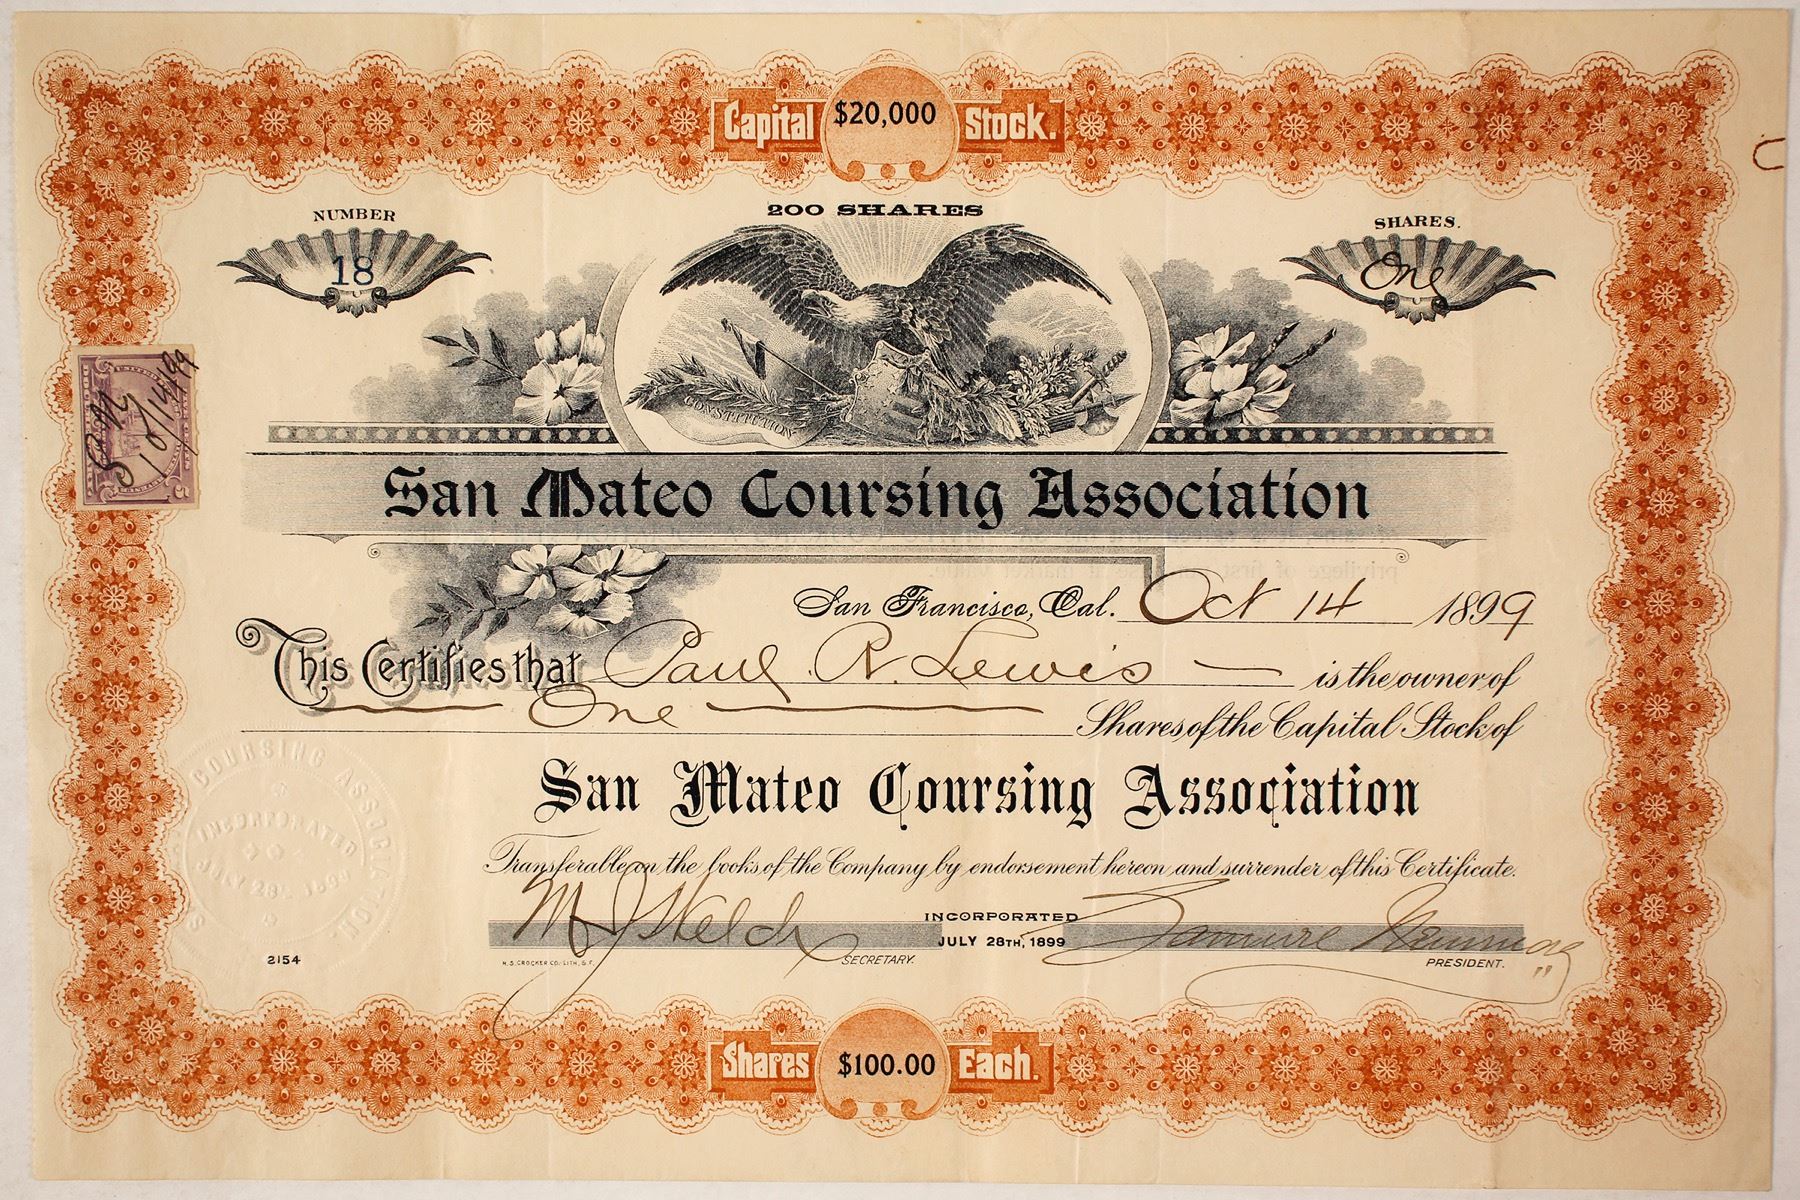 Capital $20,000 Stock.
200 SHARES
NUMBER
18
SHARES.
One
CONSTITUTION
10/14/99
San Mateo Coursing Association
San Francisco, Cal. Oct 14 1899
This Certifies that Paul R. Lewis is the owner of
One Shares of the Capital Stock of
San Mateo Coursing Association
Transferable on the books of the Company by endorsement hereon and surrender of this Certificate.
COURSING ASSOCIATION
INCORPORATED
JULY 28TH 1899
M J Welch
SECRETARY.
INCORPORATED
JULY 28TH, 1899
PRESIDENT.
2154
H.S. CROCKER CO. LITH. S.F.
Shares $100.00 Each.